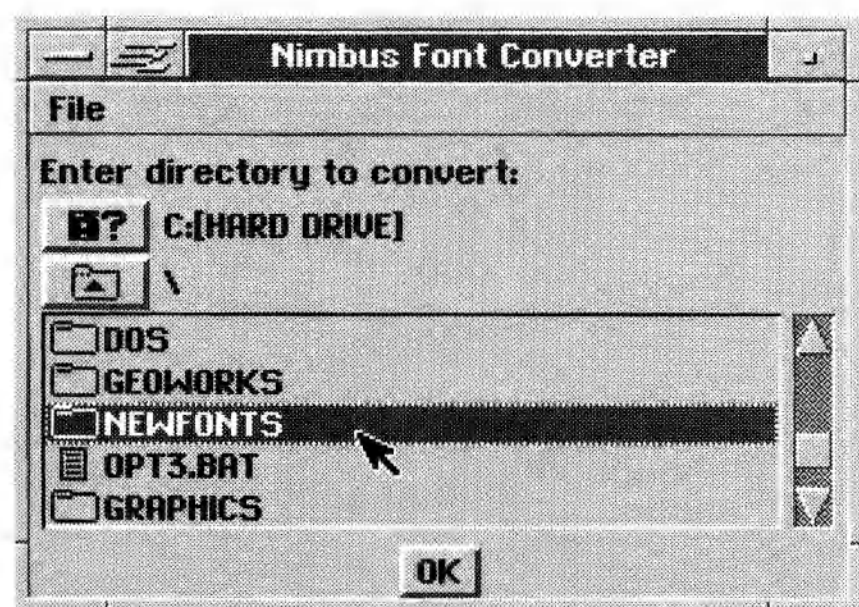 Nimbus Font Converter
File
Enter directory to convert:
? C:[HARD DRIVE]
\
DOS
GEOWORKS
NEWFONTS
OPT3.BAT
GRAPHICS
OK